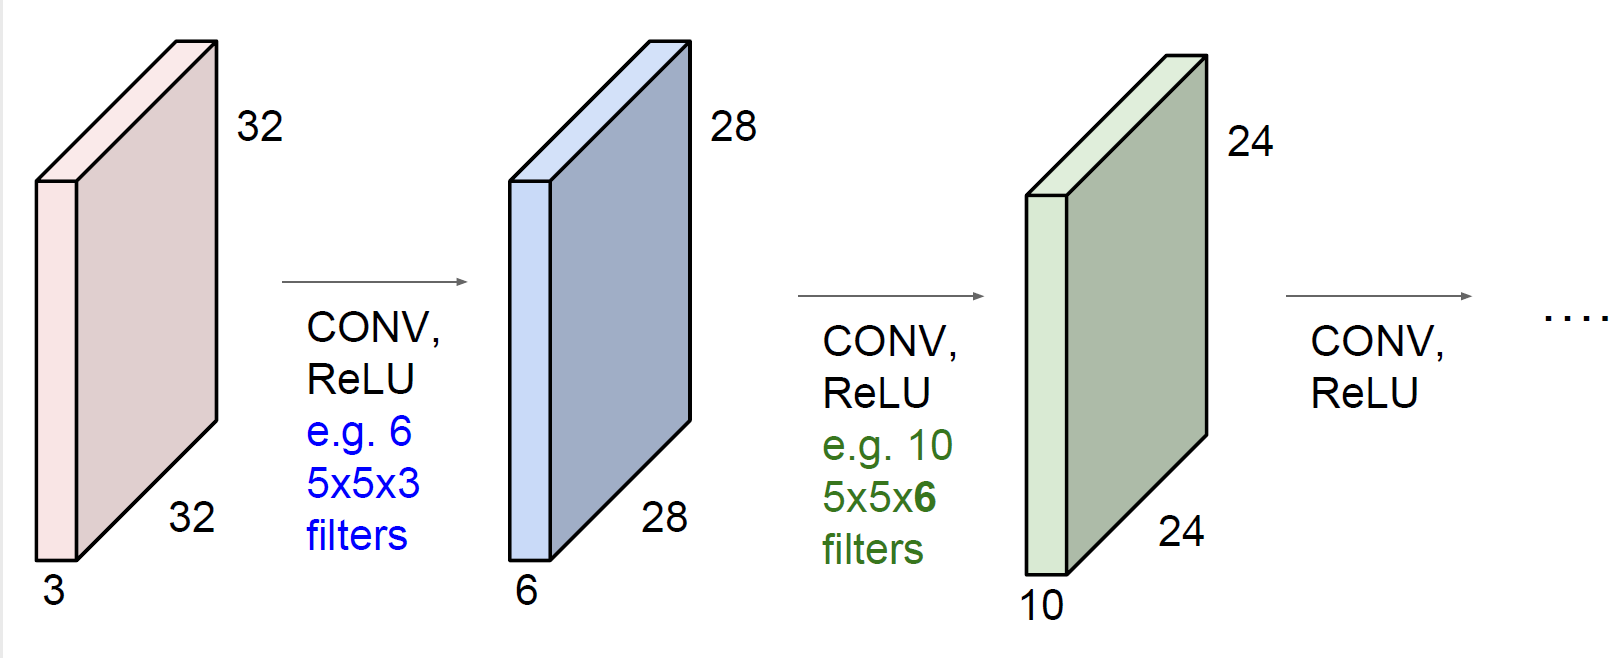 32
32
3
CONV,
ReLU
e.g. 6
5x5x3
filters
28
28
6
CONV,
ReLU
e.g. 10
5x5x6
filters
24
24
10
CONV,
ReLU
....